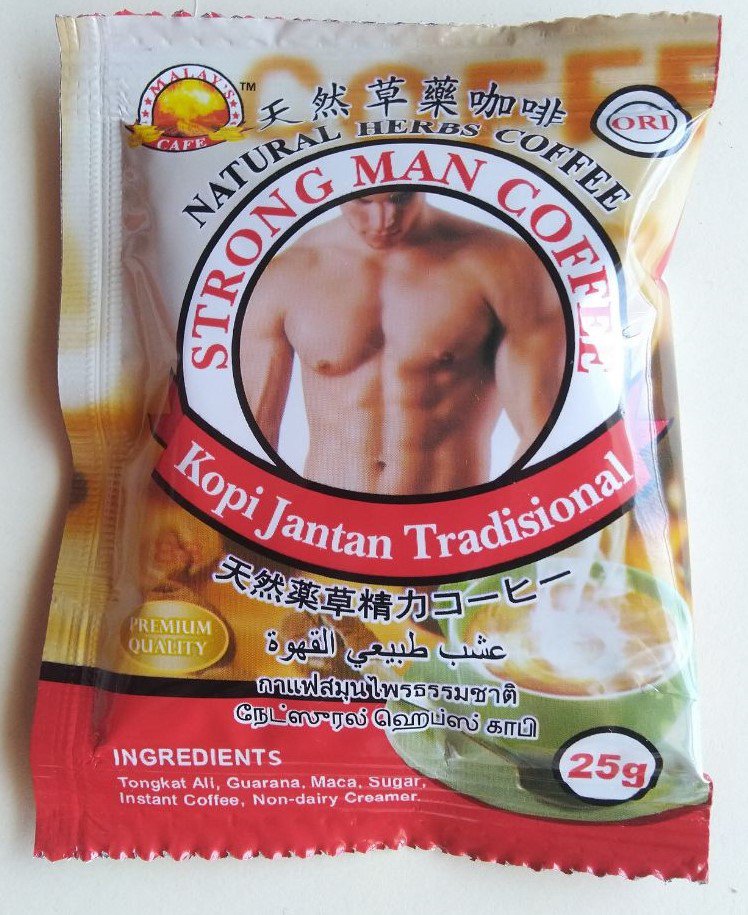 MALAY'S
CAFE
TM
天然草藥咖啡
NATURAL HERBS COFFEE
ORI
STRONG MAN COFFEE
Kopi Jantan Tradisional
天然薬草精力コーヒー
PREMIUM
QUALITY
عشب طبيعي القهوة
กาแฟสมุนไพรธรรมชาติ
நேட்ஸுரல் ஹெர்ப்ஸ் காபி
25g
INGREDIENTS
Tongkat Ali, Guarana, Maca, Sugar,
Instant Coffee, Non-dairy Creamer.